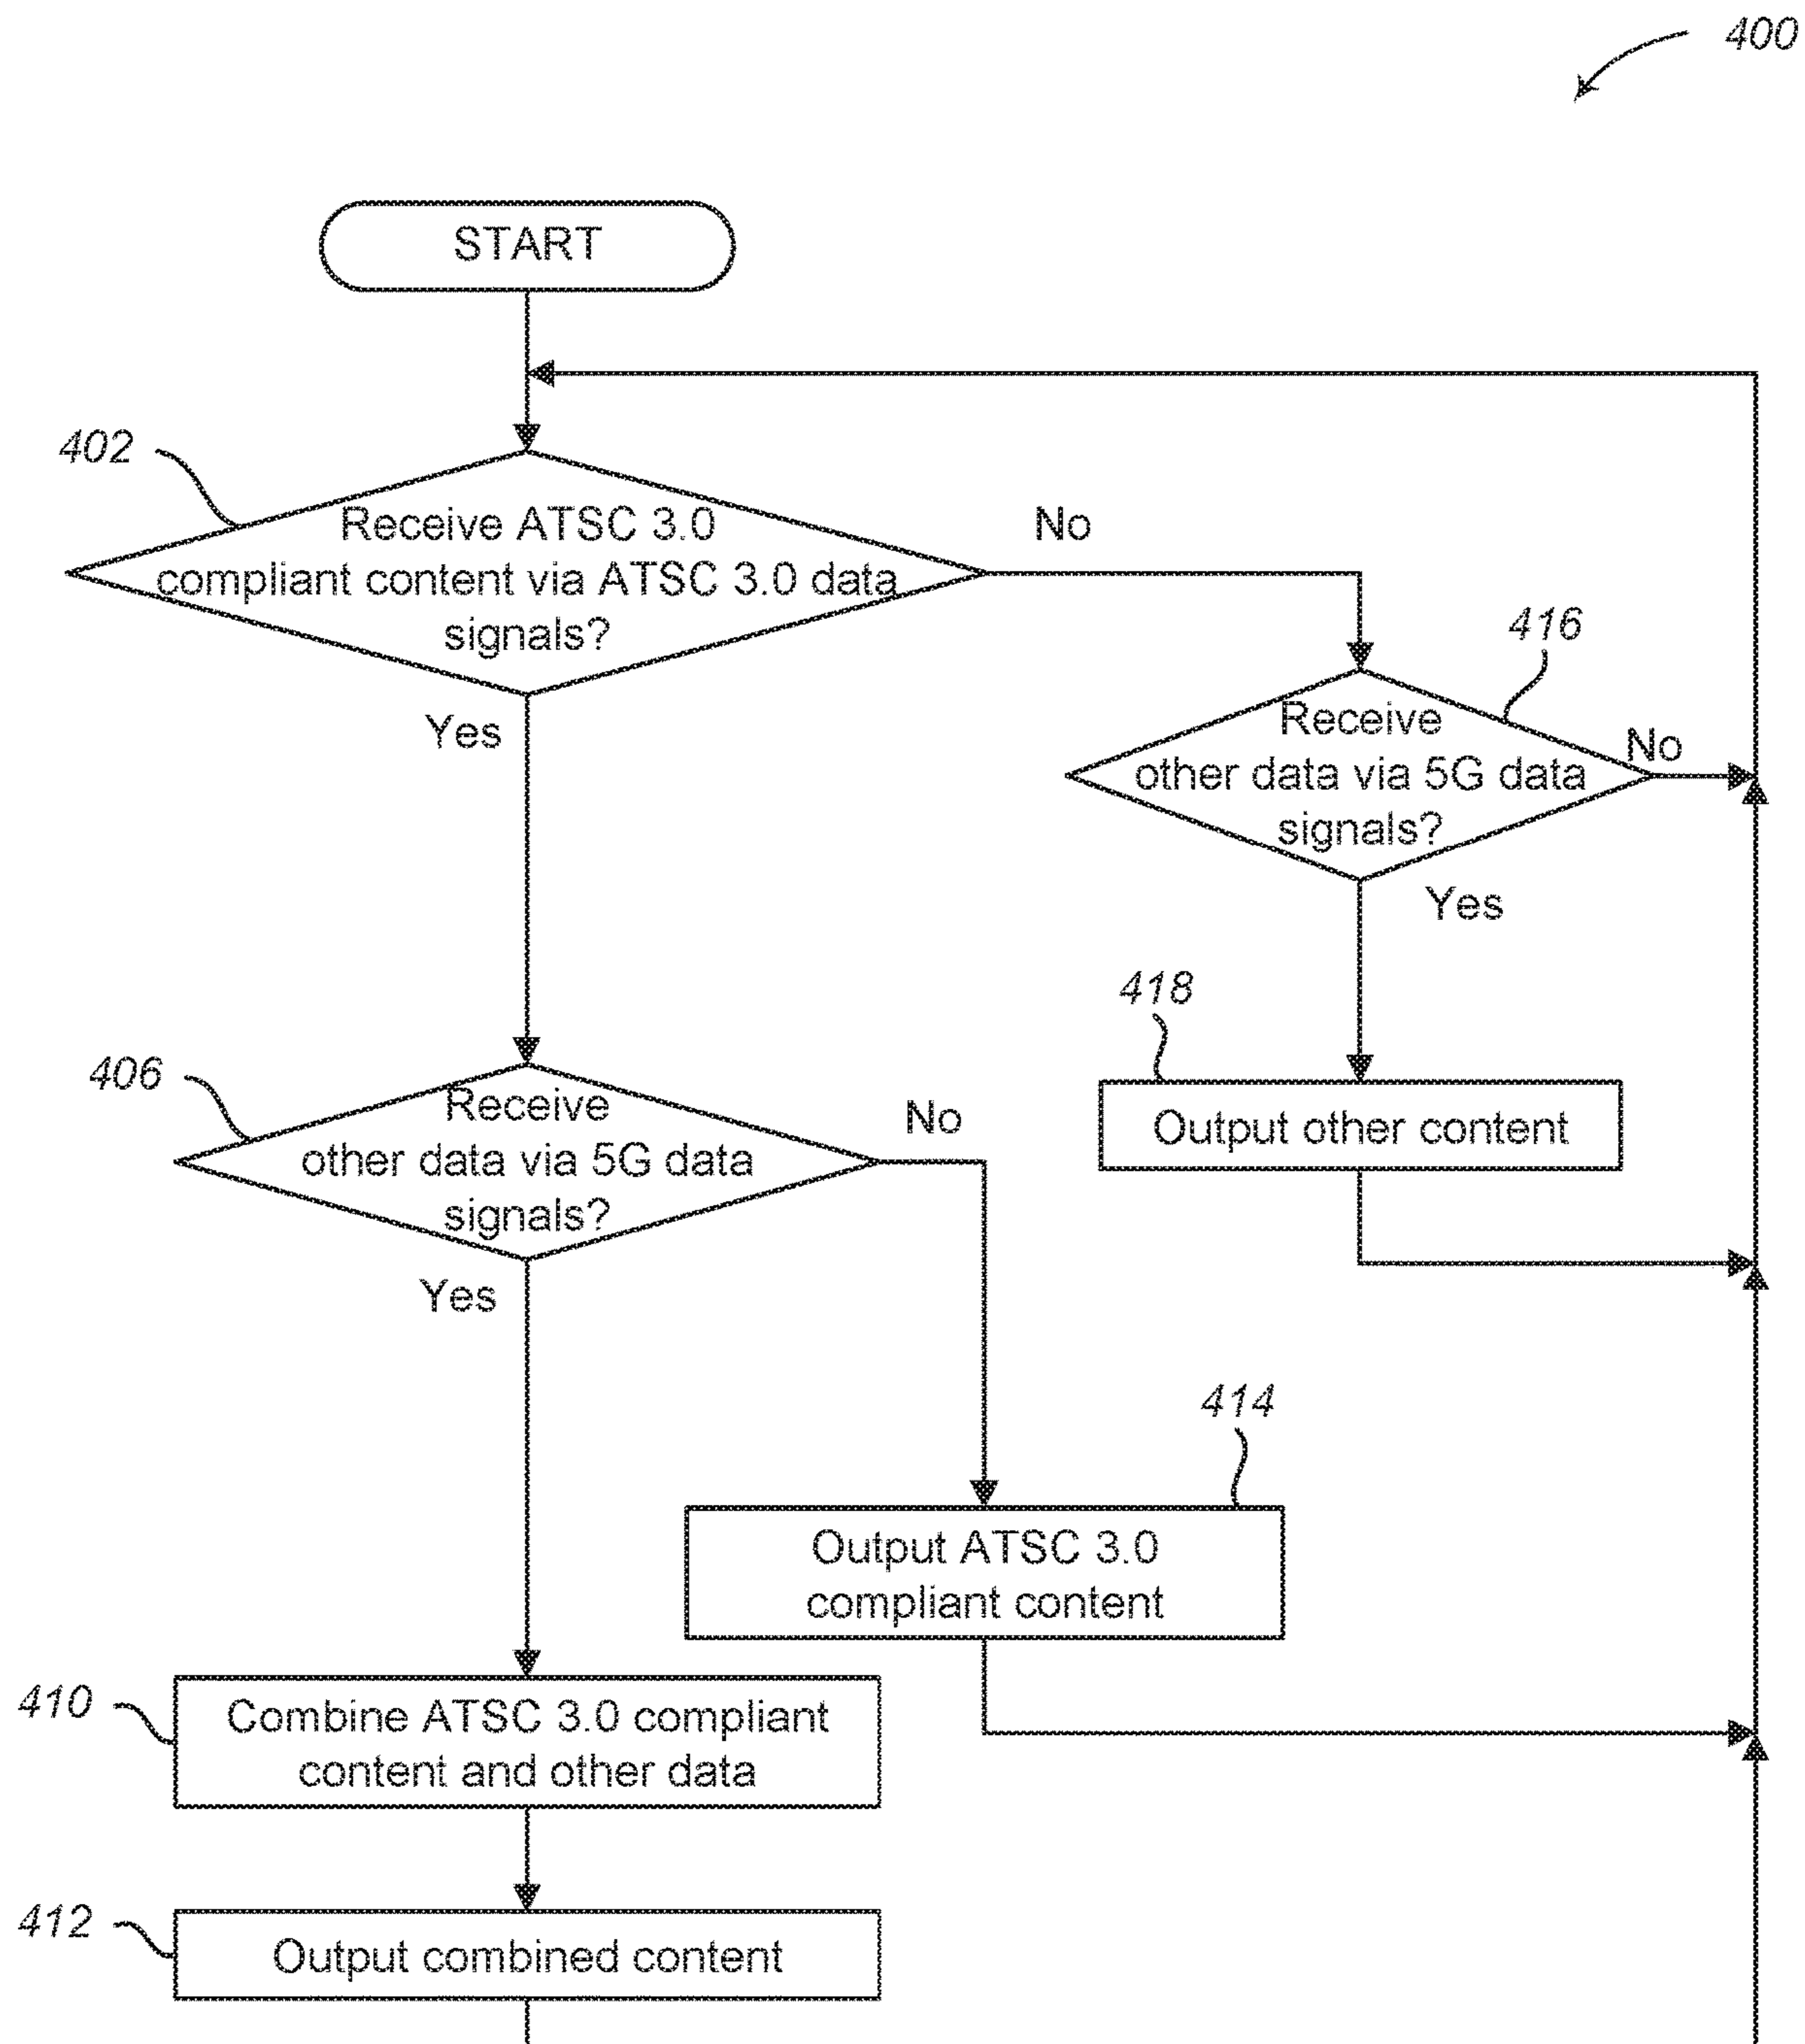 400
START
402
Receive ATSC 3.0
compliant content via ATSC 3.0 data
signals?
No
Yes
416
Receive
other data via 5G data
signals?
No
Yes
418
Output other content
406
Receive
other data via 5G data
signals?
No
Yes
414
Output ATSC 3.0
compliant content
410
Combine ATSC 3.0 compliant
content and other data
412
Output combined content